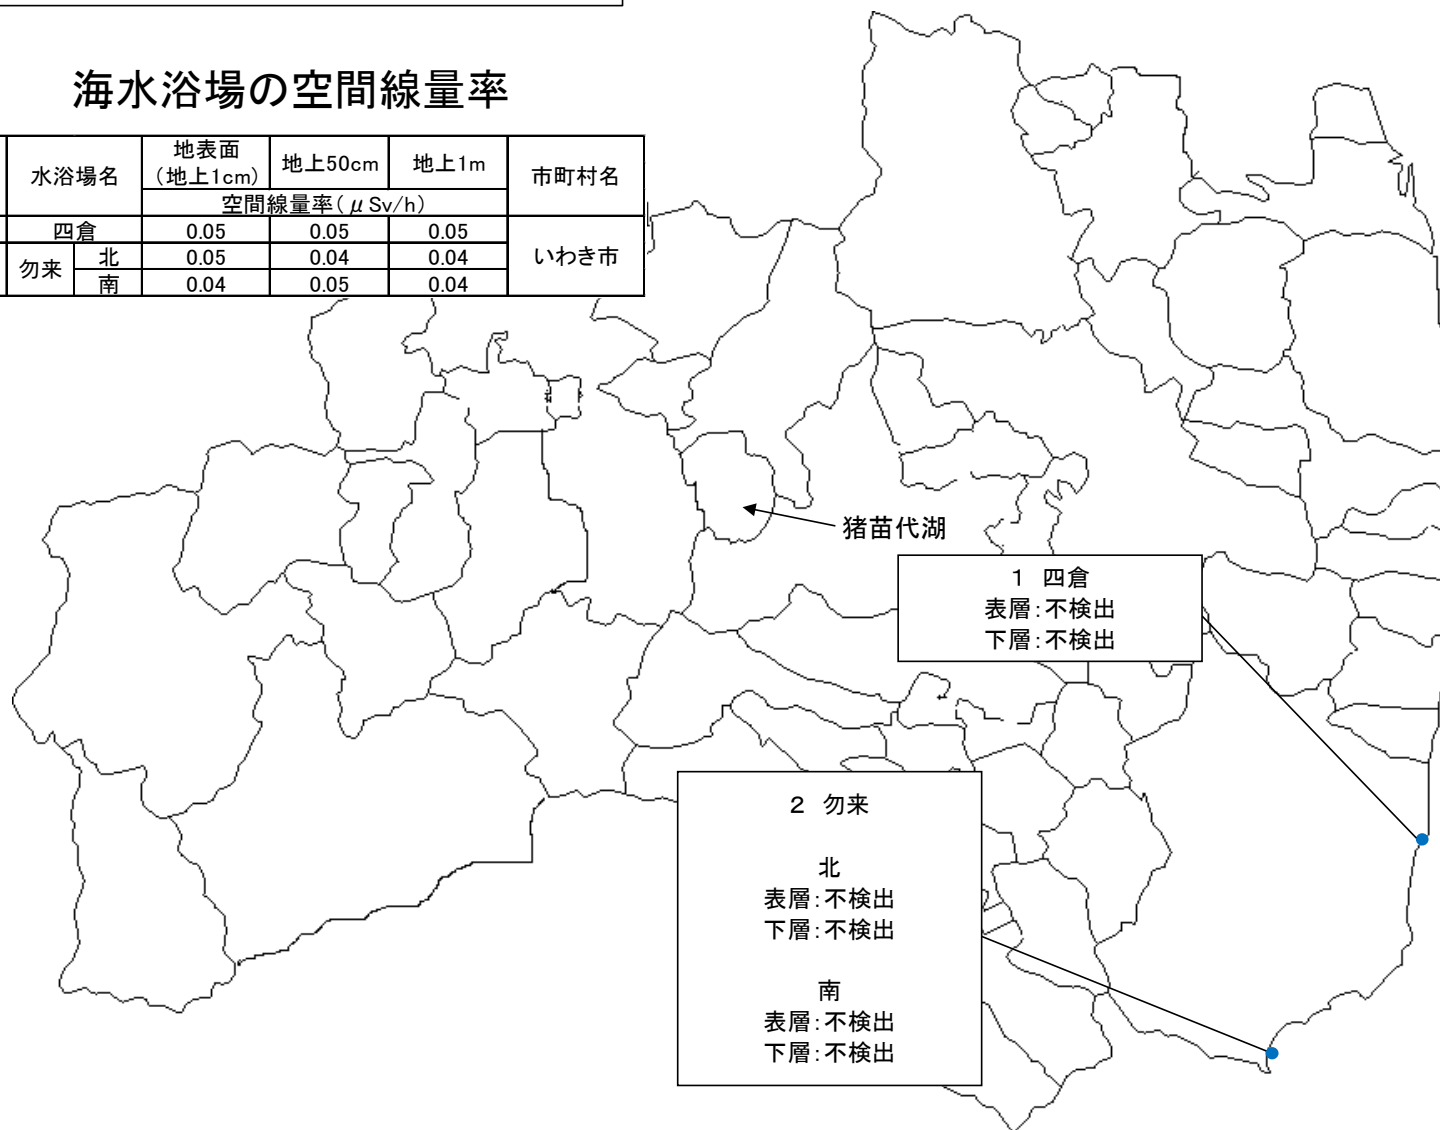 海水浴場の空間線量率
水浴場名 地表面(地上1cm) 地上50cm 地上1m 市町村名
空間線量率(μSv/h)
四倉 0.05 0.05 0.05 いわき市
勿来 北 0.05 0.04 0.04
南 0.04 0.05 0.04
猪苗代湖
1 四倉
表層:不検出
下層:不検出
2 勿来
北
表層:不検出
下層:不検出
南
表層:不検出
下層:不検出